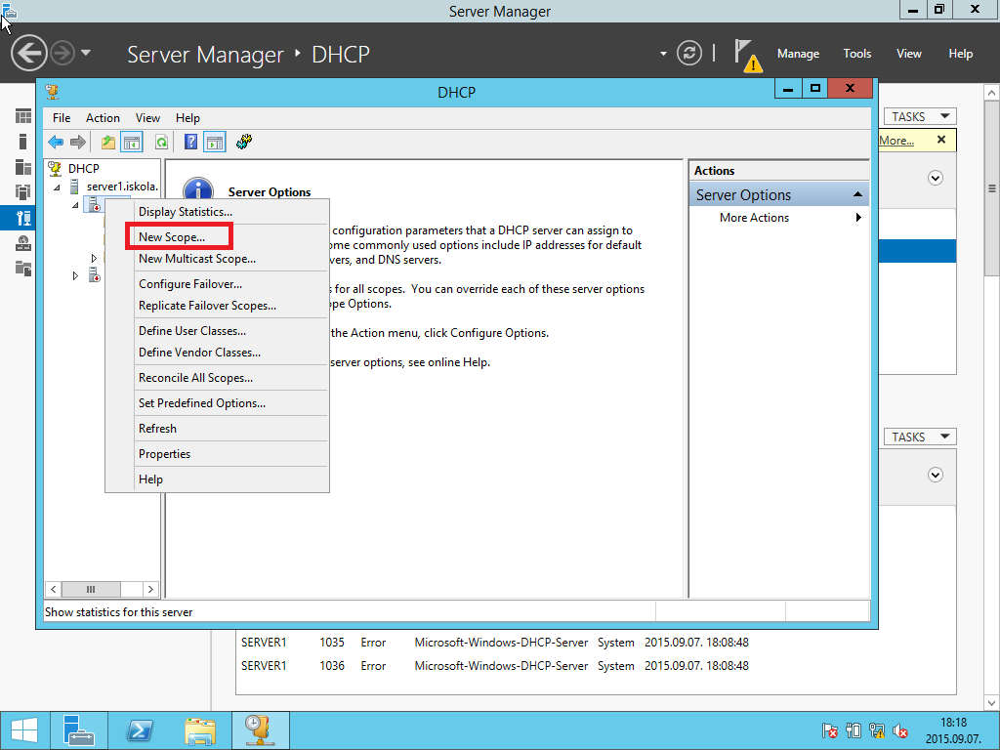 Server Manager
Server Manager DHCP
Manage Tools View Help
DHCP
File Action View Help
TASKS
More...
DHCP
server1.iskola.
Server Options
configuration parameters that a DHCP server can assign to
ome commonly used options include IP addresses for default
vers, and DNS servers.
s for all scopes. You can override each of these server options
pe Options.
the Action menu, click Configure Options.
server options, see online Help.
Display Statistics...
New Scope...
New Multicast Scope...
Configure Failover...
Replicate Failover Scopes...
Define User Classes...
Define Vendor Classes...
Reconcile All Scopes...
Set Predefined Options...
Refresh
Properties
Help
Actions
Server Options
More Actions
TASKS
Show statistics for this server
SERVER1 1035 Error Microsoft-Windows-DHCP-Server System 2015.09.07. 18:08:48
SERVER1 1036 Error Microsoft-Windows-DHCP-Server System 2015.09.07. 18:08:48
18:18
2015.09.07.